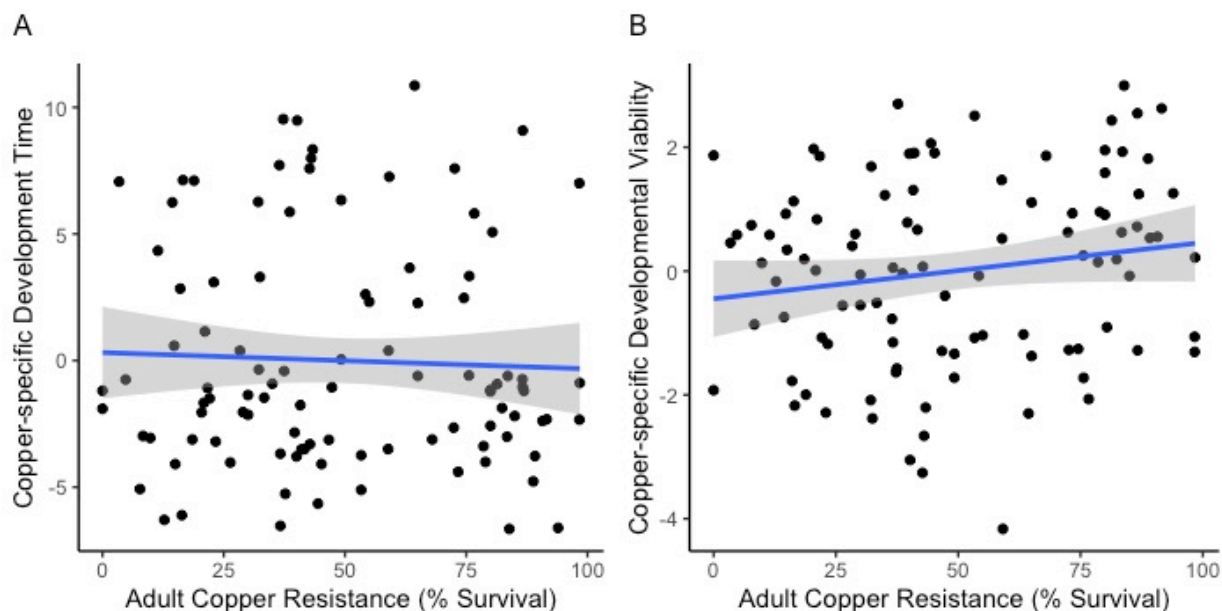 A
Copper-specific Development Time
10
5
0
-5
0 25 50 75 100
Adult Copper Resistance (% Survival)
B
Copper-specific Developmental Viability
2
0
-2
-4
0 25 50 75 100
Adult Copper Resistance (% Survival)